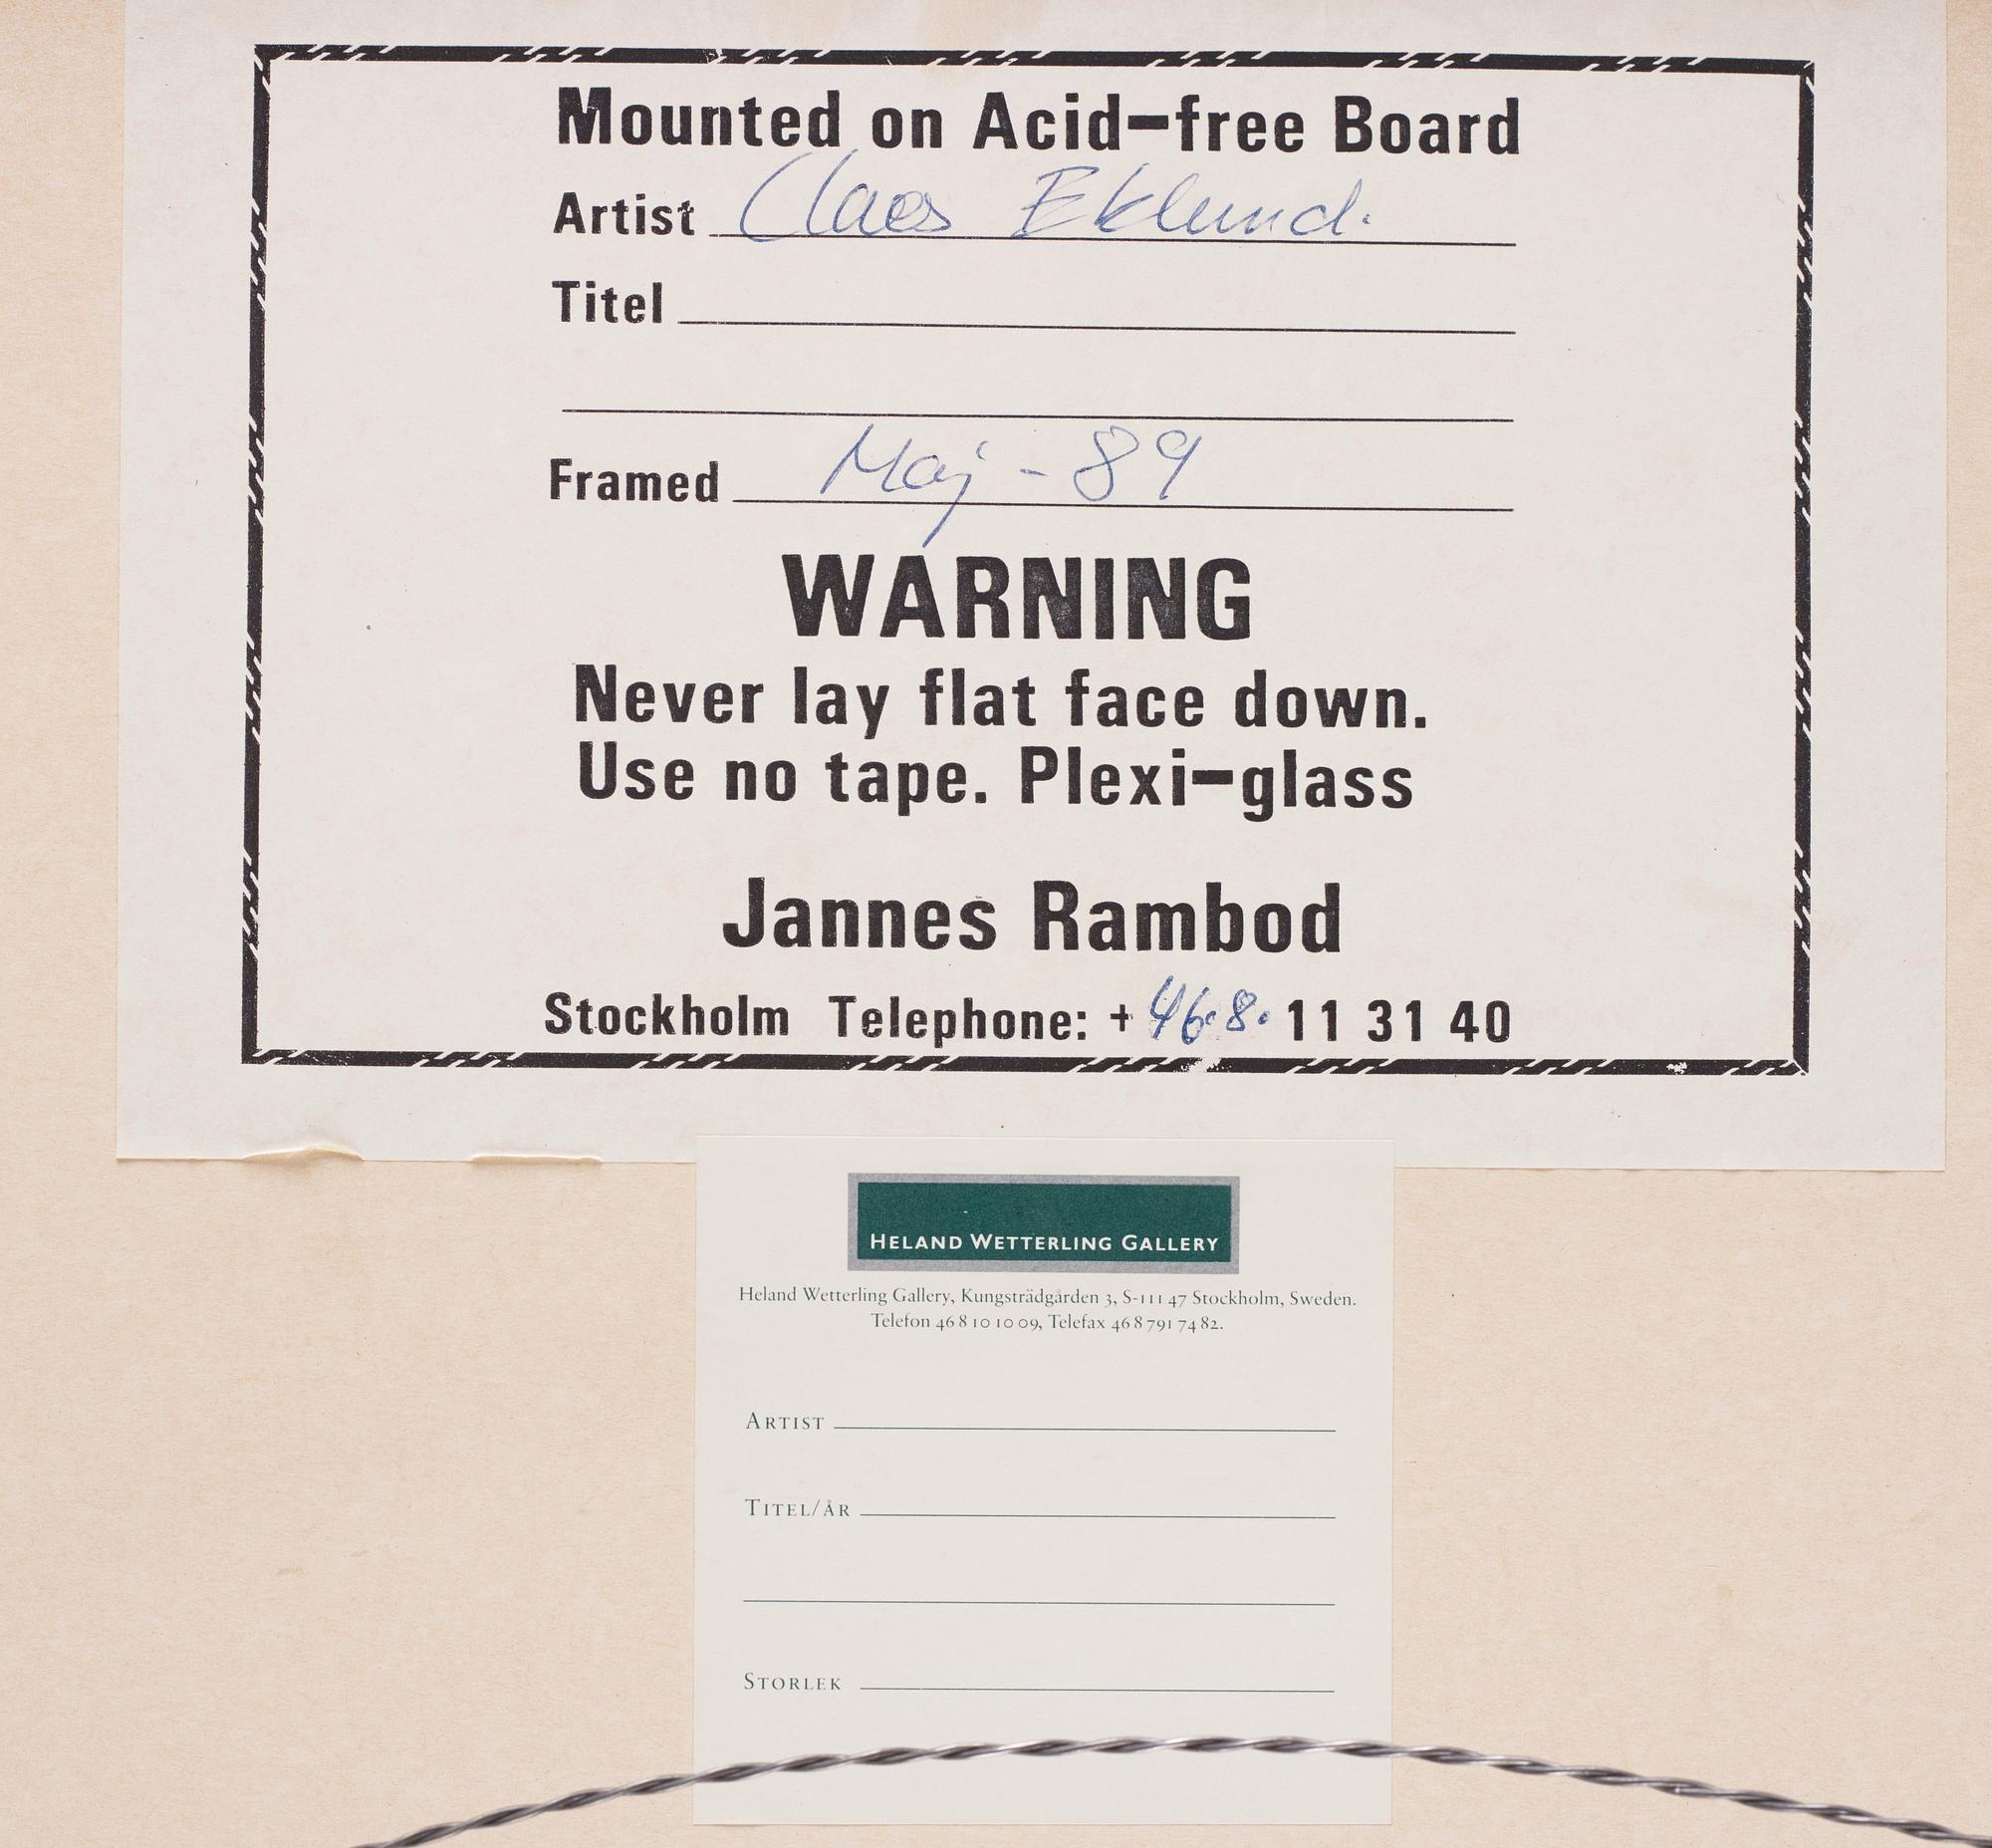 Mounted on Acid-free Board
Artist Claes Eklund.
Titel
Framed Maj - 89
WARNING
Never lay flat face down.
Use no tape. Plexi-glass
Jannes Rambod
Stockholm Telephone: + 46.8. 11 31 40
HELAND WETTERLING GALLERY
Heland Wetterling Gallery, Kungsträdgården 3, S-111 47 Stockholm, Sweden.
Telefon 46 8 10 10 09, Telefax 46 8 791 74 82.
ARTIST
TITEL/ÅR
STORLEK